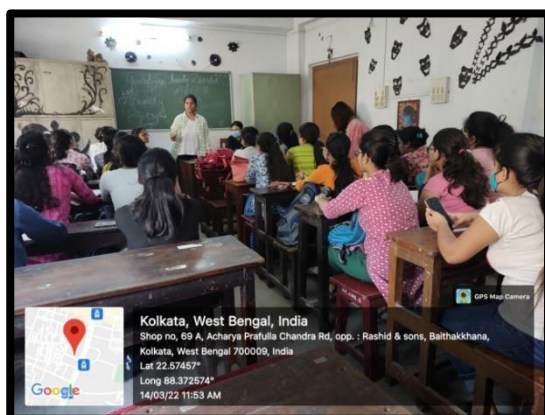 GPS Map Camera
Kolkata, West Bengal, India
Shop no, 69 A, Acharya Prafulla Chandra Rd, opp. : Rashid & sons, Baithakkhana,
Kolkata, West Bengal 700009, India
Lat 22.57457°
Long 88.372574°
14/03/22 11:53 AM
Google